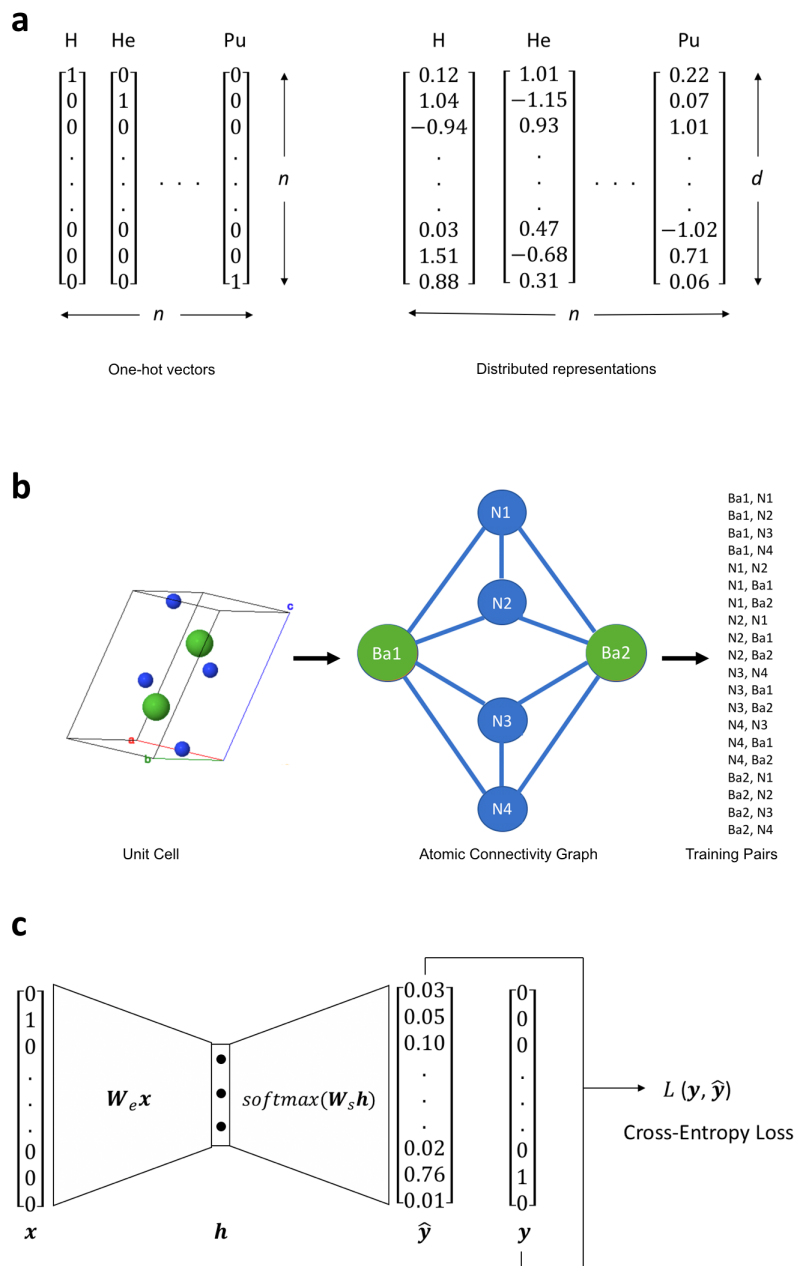 a
H He Pu
1 0 0
0 1 0
0 0 0
. . .
. . . . . . n
. . .
0 0 0
0 0 0
0 0 1
n
One-hot vectors
H He Pu
0.12 1.01 0.22
1.04 −1.15 0.07
−0.94 0.93 1.01
. . .
. . . . . . d
. . .
0.03 0.47 −1.02
1.51 −0.68 0.71
0.88 0.31 0.06
n
Distributed representations
b
c
a
b
Unit Cell
N1
N2
Ba1
Ba2
N3
N4
Atomic Connectivity Graph
Ba1, N1
Ba1, N2
Ba1, N3
Ba1, N4
N1, N2
N1, Ba1
N1, Ba2
N2, N1
N2, Ba1
N2, Ba2
N3, N4
N3, Ba1
N3, Ba2
N4, N3
N4, Ba1
N4, Ba2
Ba2, N1
Ba2, N2
Ba2, N3
Ba2, N4
Training Pairs
c
0
1
0
.
.
.
0
0
0
x
Wₑx
h
softmax(Wₛh)
0.03
0.05
0.10
.
.
.
0.02
0.76
0.01
ŷ
0
0
0
.
.
.
0
1
0
y
L (y, ŷ)
Cross-Entropy Loss